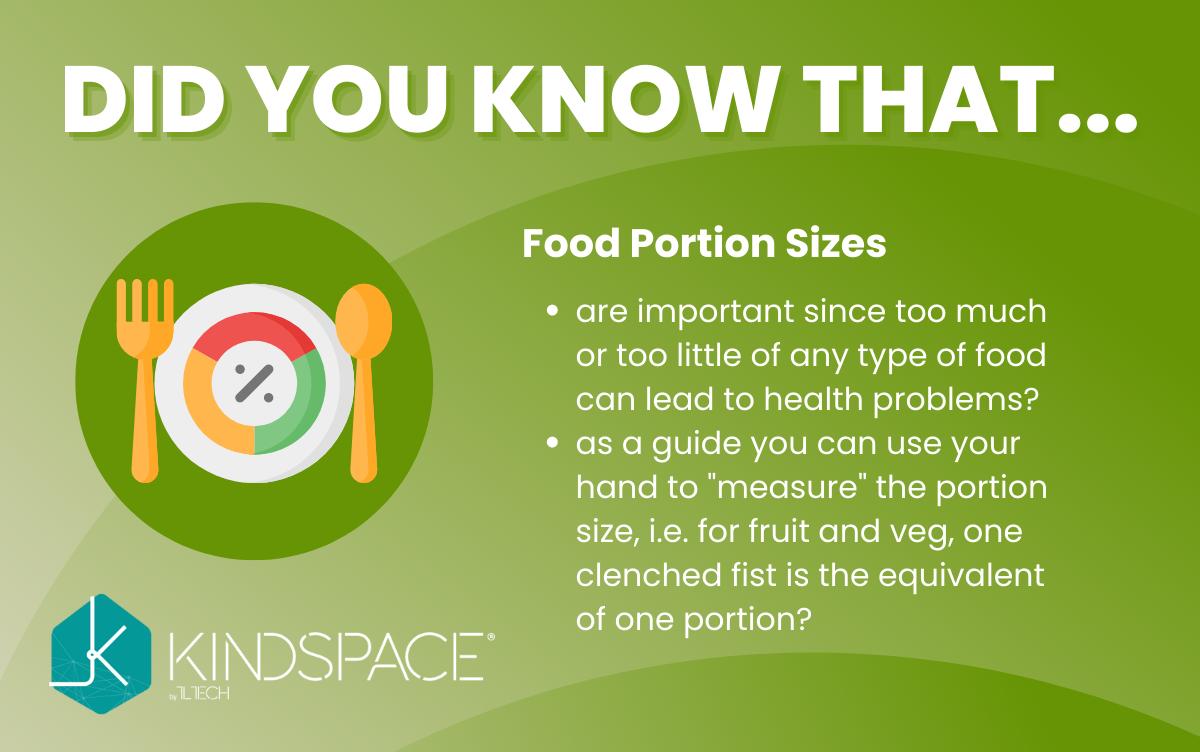 DID YOU KNOW THAT...
Food Portion Sizes
• are important since too much
or too little of any type of food
can lead to health problems?
• as a guide you can use your
hand to "measure" the portion
size, i.e. for fruit and veg, one
clenched fist is the equivalent
of one portion?
%
KINDSPACE®
by TLTECH